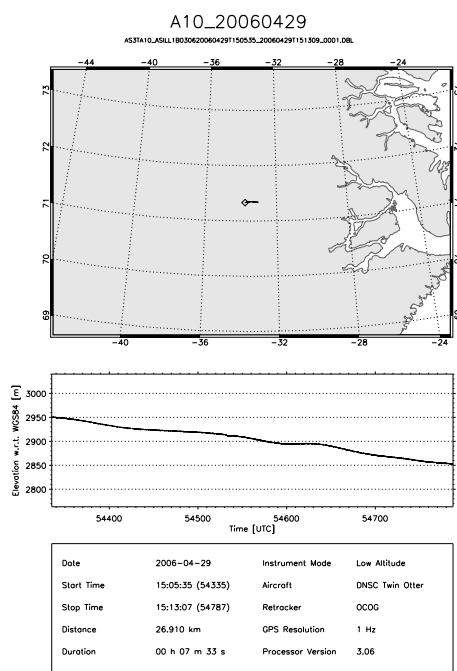 A10_20060429
AS3TA10_ASIILL1B030620060429T150535_20060429T151309_0001.DBL
−44 −40 −36 −32 −28 −24
73
72
71
70
69
−40 −36 −32 −28 −24
Elevation w.r.t. WGS84 [m]
3000
2950
2900
2850
2800
54400 54500 54600 54700
Time [UTC]
Date 2006-04-29 Instrument Mode Low Altitude
Start Time 15:05:35 (54335) Aircraft DNSC Twin Otter
Stop Time 15:13:07 (54787) Retracker OCOG
Distance 26.910 km GPS Resolution 1 Hz
Duration 00 h 07 m 33 s Processor Version 3.06